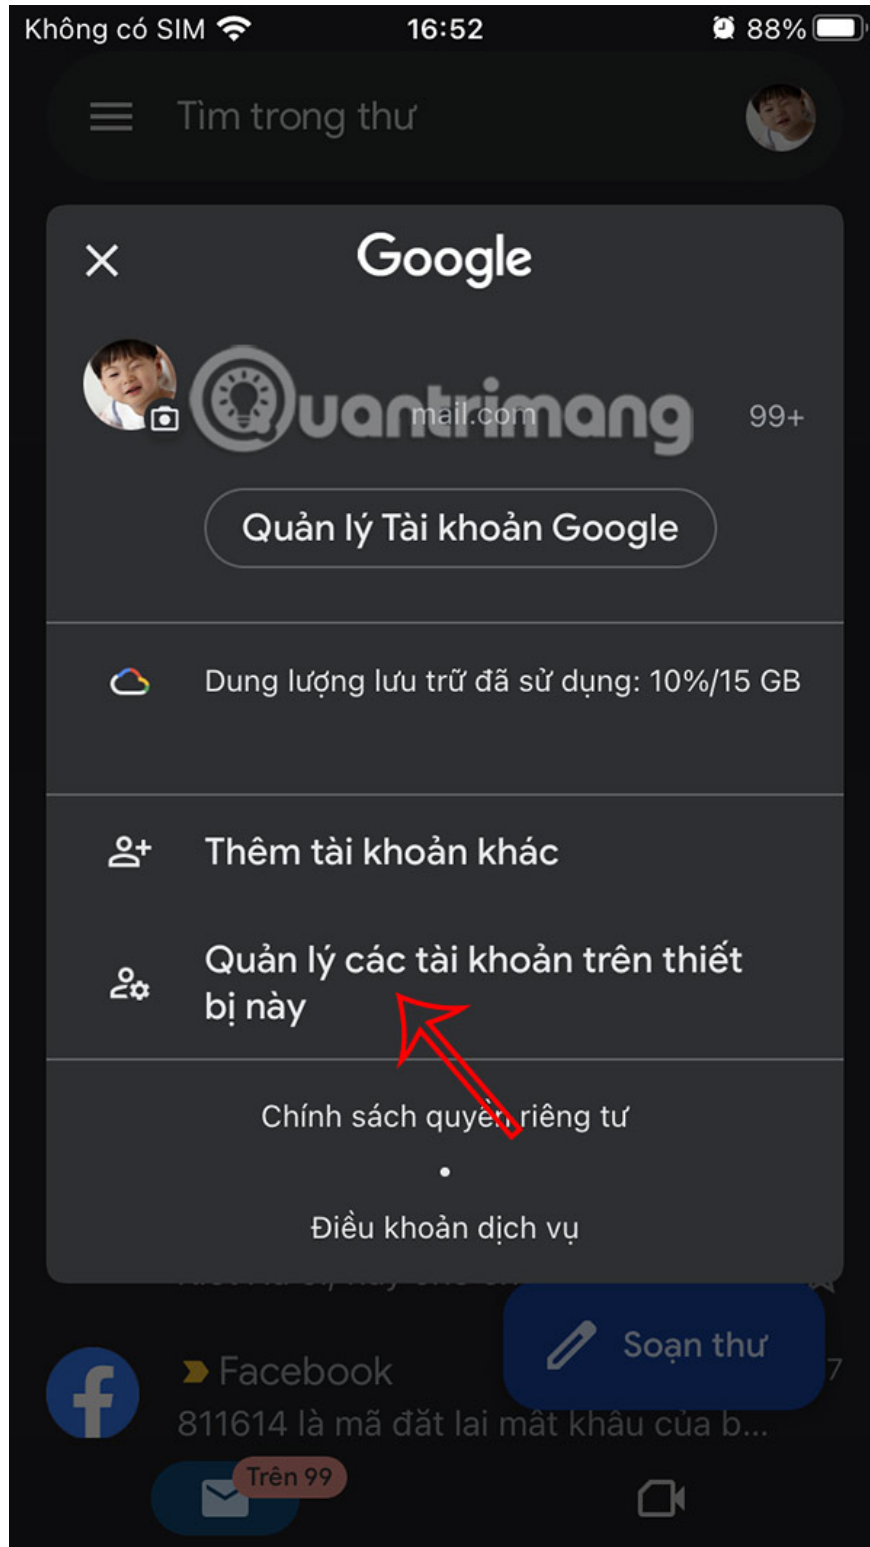 Không có SIM 16:52 88%
Tìm trong thư
Google
Quantrimang
mail.com
99+
Quản lý Tài khoản Google
Dung lượng lưu trữ đã sử dụng: 10%/15 GB
Thêm tài khoản khác
Quản lý các tài khoản trên thiết
bị này
Chính sách quyền riêng tư
•
Điều khoản dịch vụ
Soạn thư
Facebook
7
811614 là mã đặt lại mật khẩu của b...
Trên 99